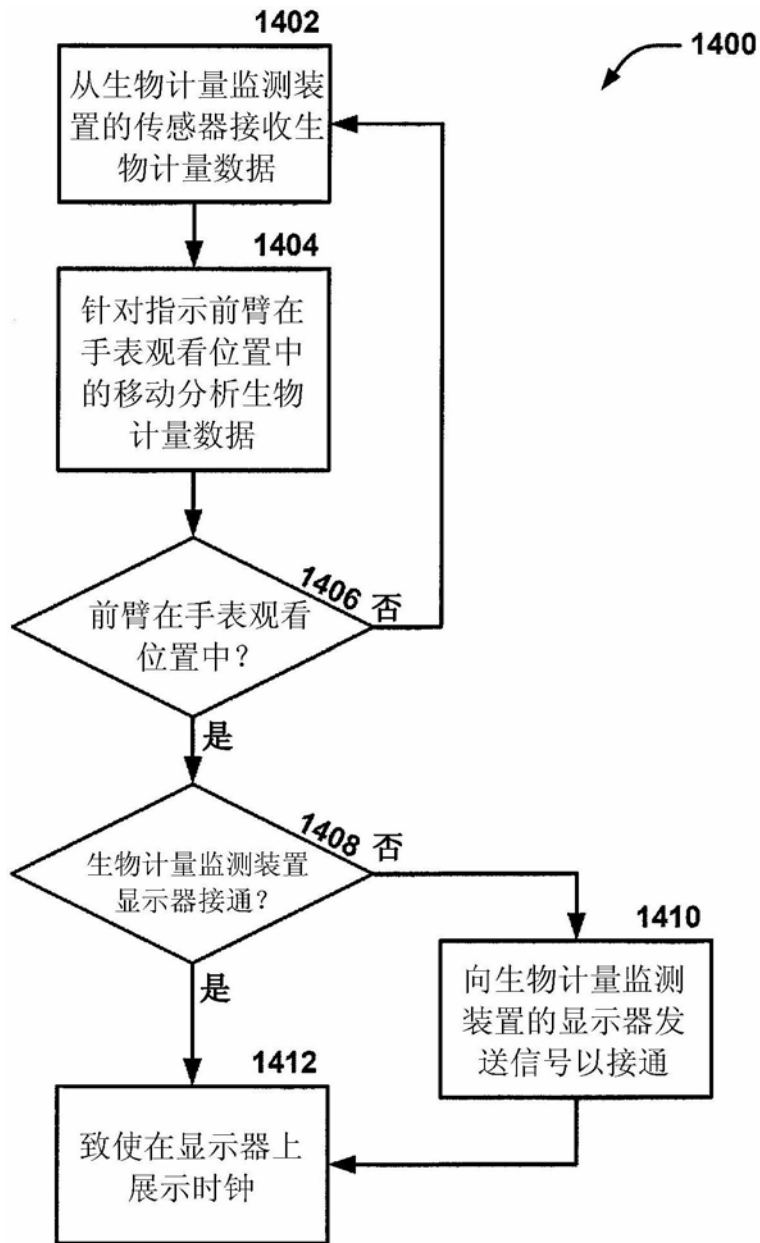 1402
1400
从生物计量监测装
置的传感器接收生
物计量数据
1404
针对指示前臂在
手表观看位置中
的移动分析生物
计量数据
1406 否
前臂在手表观看
位置中？
是
1408 否
生物计量监测装置
显示器接通？
1410
向生物计量监测
装置的显示器发
送信号以接通
是
1412
致使在显示器上
展示时钟